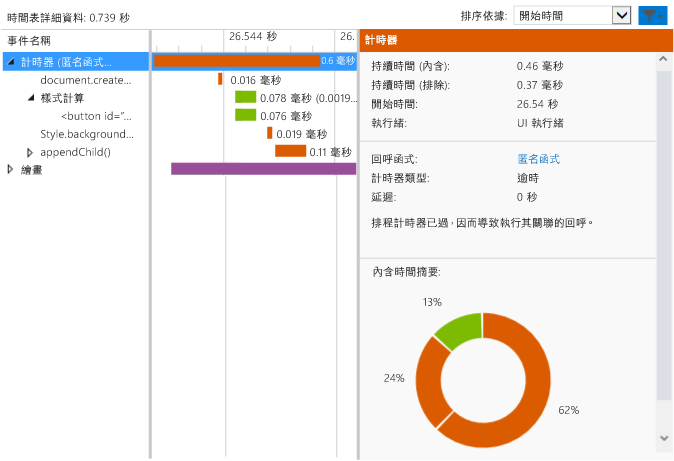 時間表詳細資料: 0.739 秒
排序依據: 開始時間
事件名稱
26.544 秒
26.
計時器
計時器 (匿名函式...
0.6 毫秒
document.create...
0.016 毫秒
樣式計算
0.078 毫秒 (0.0019...
<button id="...
0.076 毫秒
Style.background...
0.019 毫秒
appendChild()
0.11 毫秒
繪畫
持續時間 (內含): 0.46 毫秒
持續時間 (排除): 0.37 毫秒
開始時間: 26.54 秒
執行緒: UI 執行緒
回呼函式: 匿名函式
計時器類型: 逾時
延遲: 0 秒
排程計時器已過，因而導致執行其關聯的回呼。
內含時間摘要:
13%
24%
62%